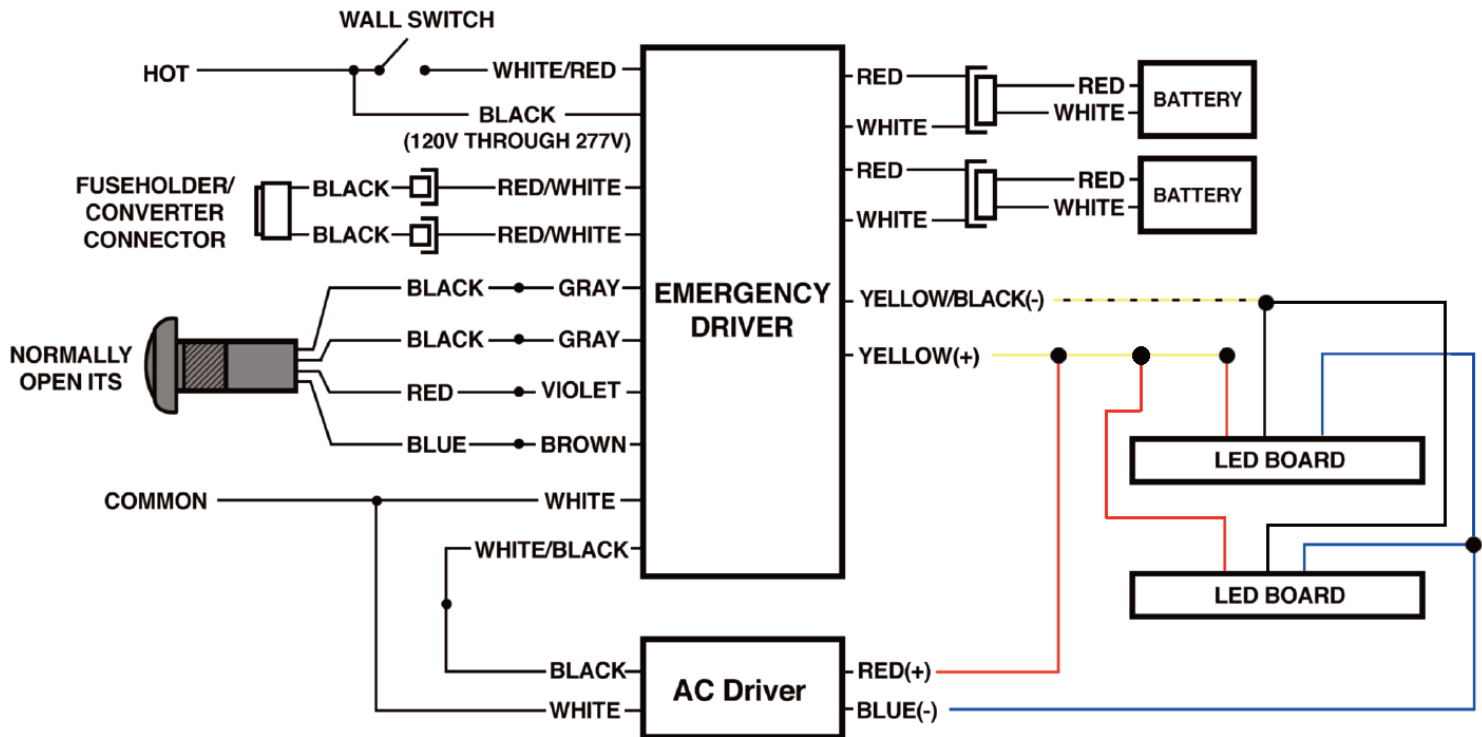 WALL SWITCH
HOT
WHITE/RED
BLACK
(120V THROUGH 277V)
FUSEHOLDER/
CONVERTER
CONNECTOR
BLACK
RED/WHITE
BLACK
RED/WHITE
NORMALLY
OPEN ITS
BLACK
GRAY
BLACK
GRAY
RED
VIOLET
BLUE
BROWN
COMMON
WHITE
WHITE/BLACK
BLACK
WHITE
EMERGENCY
DRIVER
AC Driver
RED
WHITE
RED
WHITE
BATTERY
RED
WHITE
RED
WHITE
BATTERY
YELLOW/BLACK(-)
YELLOW(+)
LED BOARD
LED BOARD
RED(+)
BLUE(-)